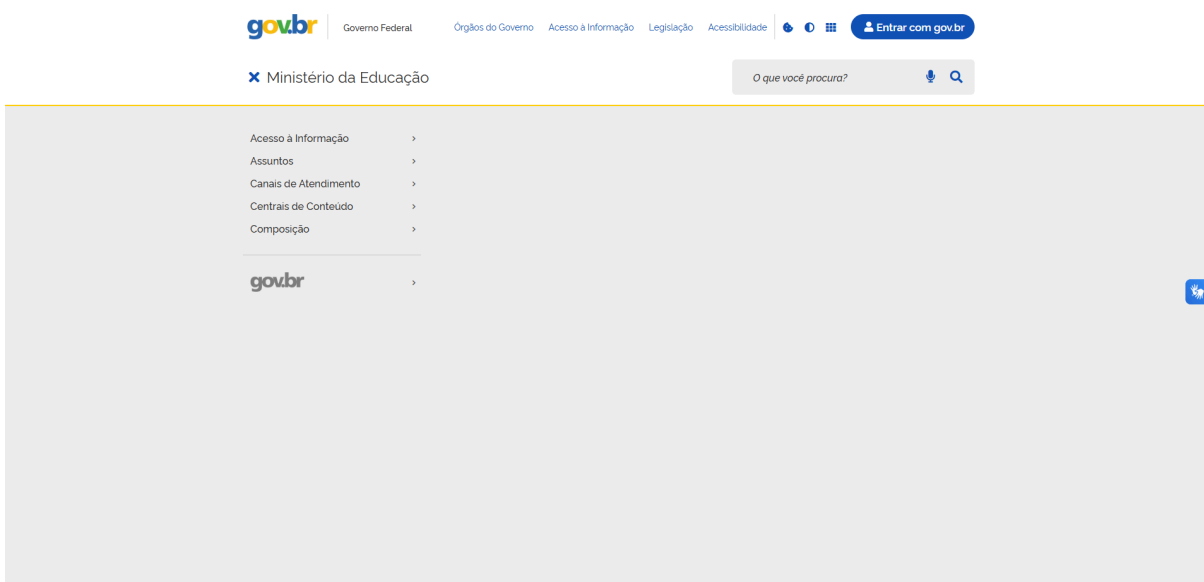 gov.br Governo Federal Órgãos do Governo Acesso à Informação Legislação Acessibilidade Entrar com gov.br
Ministério da Educação O que você procura?
Acesso à Informação
Assuntos
Canais de Atendimento
Centrais de Conteúdo
Composição
gov.br